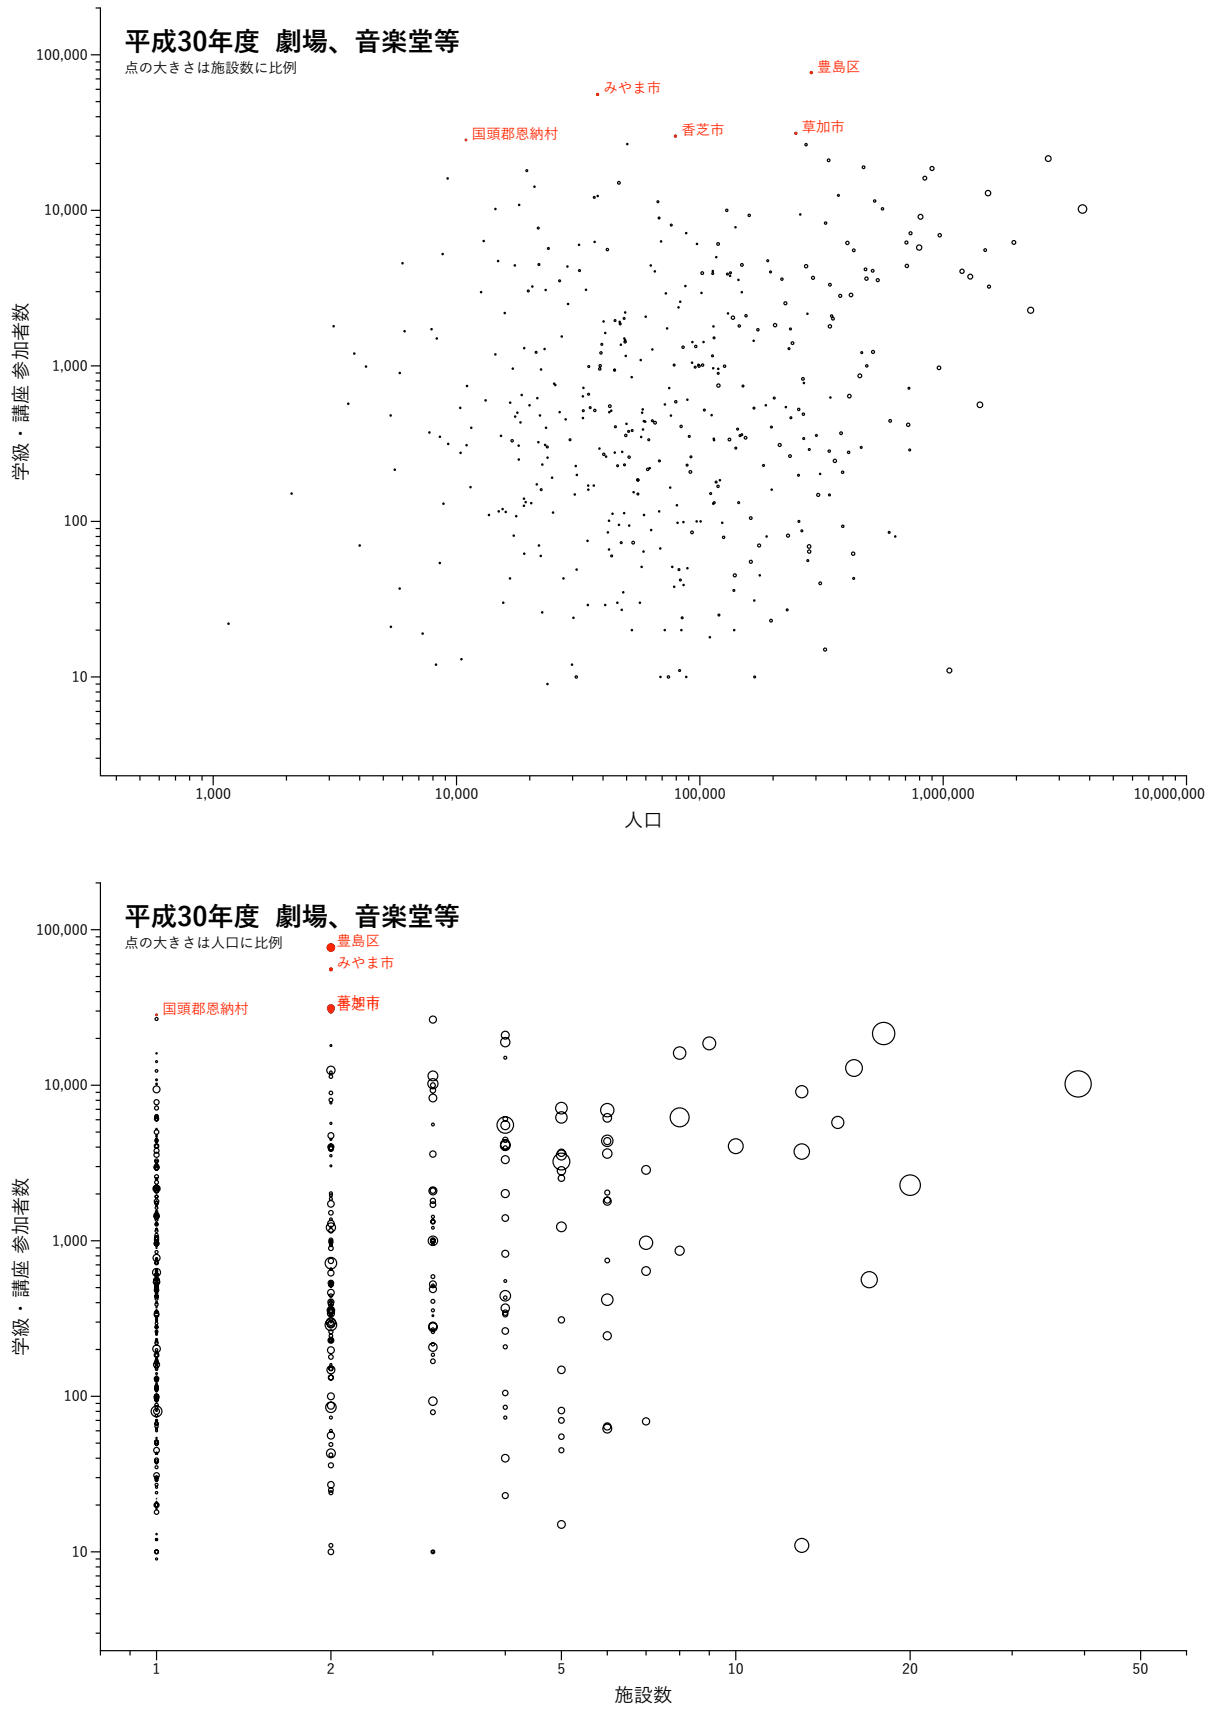 平成30年度 劇場、音楽堂等
点の大きさは施設数に比例
100,000
10,000
1,000
100
10
学級・講座 参加者数
豊島区
みやま市
草加市
香芝市
国頭郡恩納村
1,000
10,000
100,000
1,000,000
10,000,000
人口
平成30年度 劇場、音楽堂等
点の大きさは人口に比例
100,000
10,000
1,000
100
10
学級・講座 参加者数
豊島区
みやま市
草加市
香芝市
国頭郡恩納村
1
2
5
10
20
50
施設数